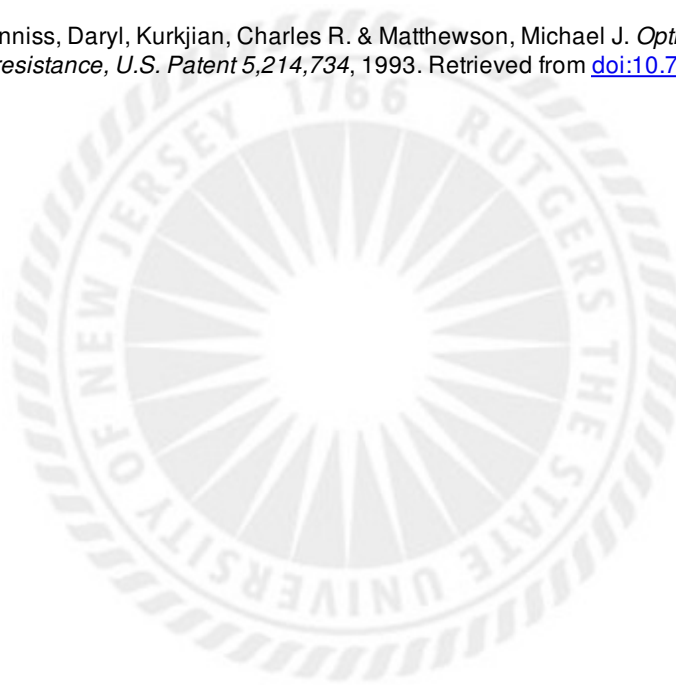 nniss, Daryl, Kurkjian, Charles R. & Matthewson, Michael J. Opti
resistance, U.S. Patent 5,214,734, 1993. Retrieved from doi:10.7
1766
RUTGERS THE STATE UNIVERSITY OF NEW JERSEY